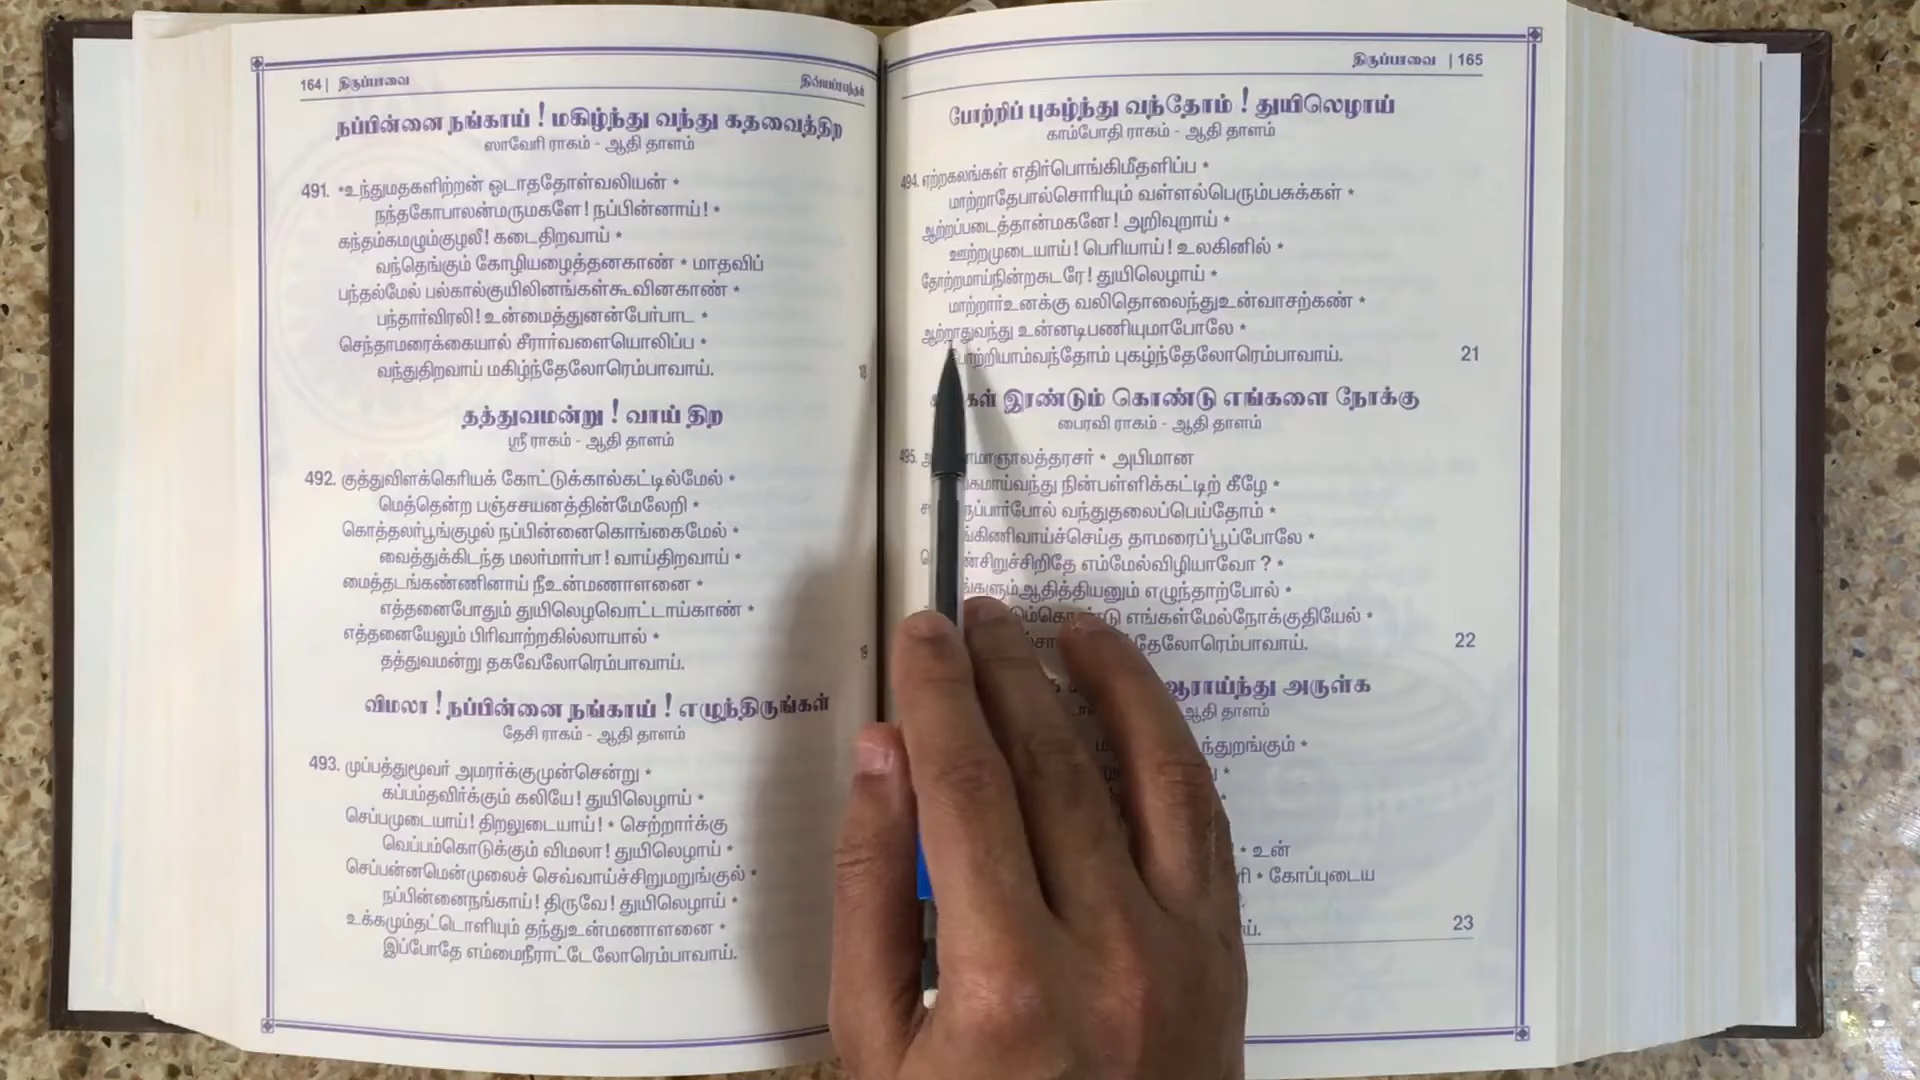 164 | திருப்பாவை
திவ்யப்ரபந்தம்
நப்பின்னை நங்காய் ! மகிழ்ந்து வந்து கதவைத்திற
ஸாவேரி ராகம் - ஆதி தாளம்
491. *உந்துமதகளிற்றன் ஓடாததோள்வலியன் *
நந்தகோபாலன்மருமகளே ! நப்பின்னாய் ! *
கந்தம்கமழும்குழலீ ! கடைதிறவாய் *
வந்தெங்கும் கோழியழைத்தனகாண் * மாதவிப்
பந்தல்மேல் பல்கால்குயிலினங்கள்கூவினகாண் *
பந்தார்விரலி ! உன்மைத்துனன்பேர்பாட *
செந்தாமரைக்கையால் சீரார்வளையொலிப்ப *
வந்துதிறவாய் மகிழ்ந்தேலோரெம்பாவாய். 18
தத்துவமன்று ! வாய் திற
ஸ்ரீ ராகம் - ஆதி தாளம்
492. குத்துவிளக்கெரியக் கோட்டுக்கால்கட்டில்மேல் *
மெத்தென்ற பஞ்சசயனத்தின்மேலேறி *
கொத்தலர்பூங்குழல் நப்பின்னைகொங்கைமேல் *
வைத்துக்கிடந்த மலர்மார்பா ! வாய்திறவாய் *
மைத்தடங்கண்ணினாய் நீஉன்மணாளனை *
எத்தனைபோதும் துயிலெழவொட்டாய்காண் *
எத்தனையேலும் பிரிவாற்றகில்லாயால் *
தத்துவமன்று தகவேலோரெம்பாவாய். 19
விமலா ! நப்பின்னை நங்காய் ! எழுந்திருங்கள்
தேசி ராகம் - ஆதி தாளம்
493. முப்பத்துமூவர் அமரர்க்குமுன்சென்று *
கப்பம்தவிர்க்கும் கலியே ! துயிலெழாய் *
செப்பமுடையாய் ! திறலுடையாய் ! * செற்றார்க்கு
வெப்பம்கொடுக்கும் விமலா ! துயிலெழாய் *
செப்பன்னமென்முலைச் செவ்வாய்ச்சிறுமறுங்குல் *
நப்பின்னைநங்காய் ! திருவே ! துயிலெழாய் *
உக்கமும்தட்டொளியும் தந்துஉன்மணாளனை *
இப்போதே எம்மைநீராட்டேலோரெம்பாவாய்.
திருப்பாவை | 165
போற்றிப் புகழ்ந்து வந்தோம் ! துயிலெழாய்
காம்போதி ராகம் - ஆதி தாளம்
494. ஏற்றகலங்கள் எதிர்பொங்கிமீதளிப்ப *
மாற்றாதேபால்சொரியும் வள்ளல்பெரும்பசுக்கள் *
ஆற்றப்படைத்தான்மகனே ! அறிவுறாய் *
ஊற்றமுடையாய் ! பெரியாய் ! உலகினில் *
தோற்றமாய்நின்றசுடரே ! துயிலெழாய் *
மாற்றார்உனக்கு வலிதொலைந்துஉன்வாசற்கண் *
ஆற்றாதுவந்து உன்னடிபணியுமாபோலே *
போற்றியாம்வந்தோம் புகழ்ந்தேலோரெம்பாவாய். 21
இரண்டும் கொண்டு எங்களை நோக்கு
பைரவி ராகம் - ஆதி தாளம்
495. * அபிமான
நின்பள்ளிக்கட்டிற் கீழே *
வந்துதலைப்பெய்தோம் *
தாமரைப்பூப்போலே *
எம்மேல்விழியாவோ ? *
எழுந்தாற்போல் *
எங்கள்மேல்நோக்குதியேல் *
22
ஆராய்ந்து அருள்க
ஆதி தாளம்
*
*
* உன்
* கோப்புடைய
23